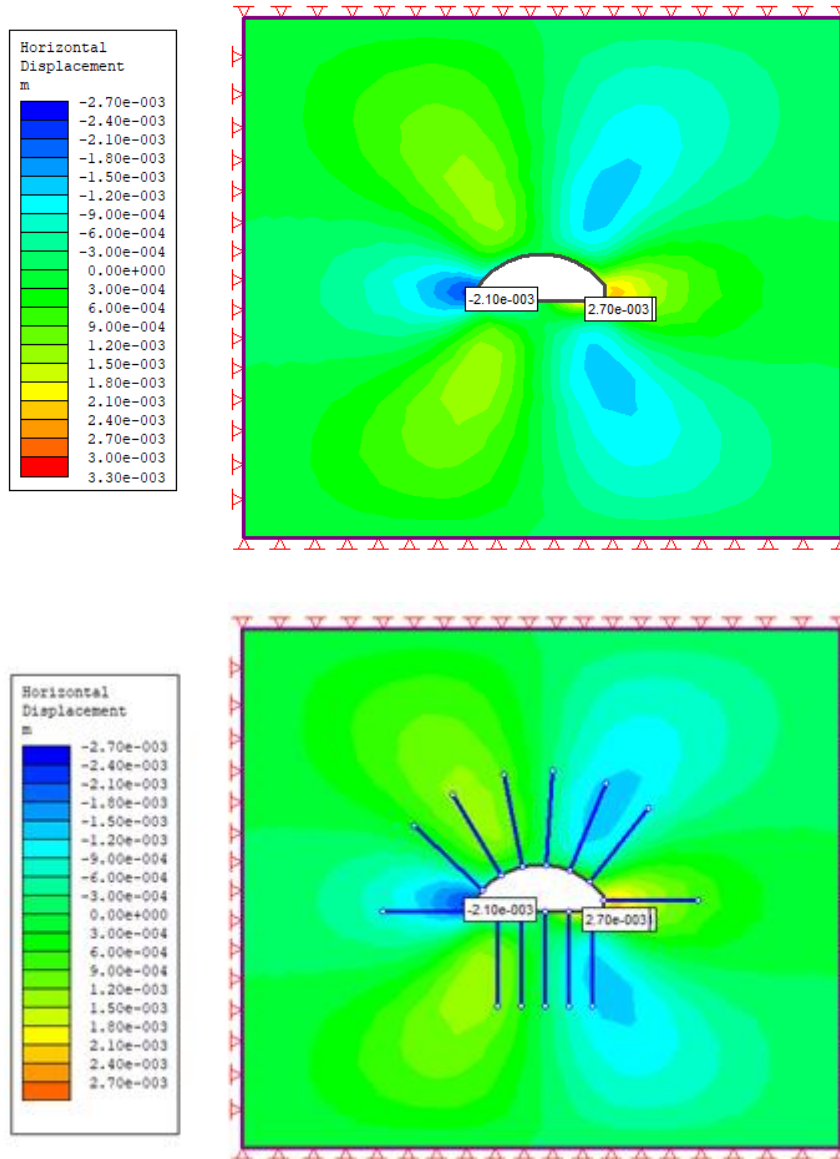 Horizontal
Displacement
m
-2.70e-003
-2.40e-003
-2.10e-003
-1.80e-003
-1.50e-003
-1.20e-003
-9.00e-004
-6.00e-004
-3.00e-004
0.00e+000
3.00e-004
6.00e-004
9.00e-004
1.20e-003
1.50e-003
1.80e-003
2.10e-003
2.40e-003
2.70e-003
3.00e-003
3.30e-003
-2.10e-003
2.70e-003
Horizontal
Displacement
m
-2.70e-003
-2.40e-003
-2.10e-003
-1.80e-003
-1.50e-003
-1.20e-003
-9.00e-004
-6.00e-004
-3.00e-004
0.00e+000
3.00e-004
6.00e-004
9.00e-004
1.20e-003
1.50e-003
1.80e-003
2.10e-003
2.40e-003
2.70e-003
-2.10e-003
2.70e-003